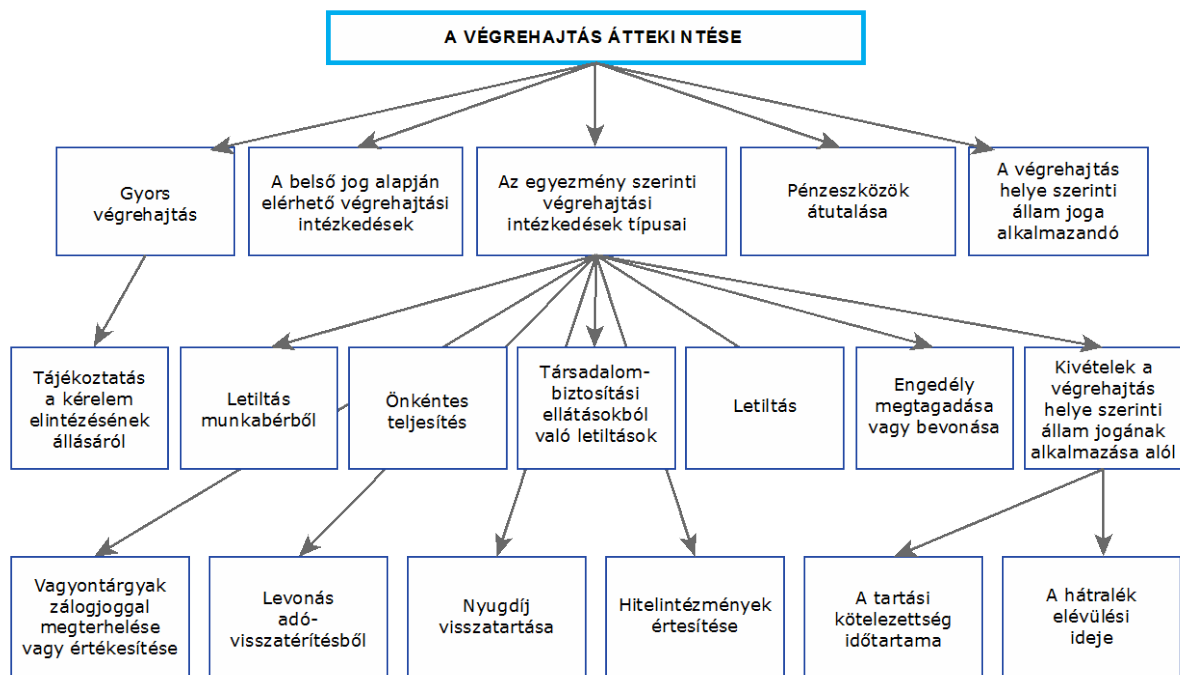 A VÉGREHAJTÁS ÁTTEKI NTÉSE
Gyors
végrehajtás
A belső jog alapján
elérhető végrehajtási
intézkedések
Az egyezmény szerinti
végrehajtási
intézkedések típusai
Pénzeszközök
átutalása
A végrehajtás
helye szerinti
állam joga
alkalmazandó
Tájékoztatás
a kérelem
elintézésének
állásáról
Letiltás
munkabérből
Önkéntes
teljesítés
Társadalom-
biztosítási
ellátásokból
való letiltások
Letiltás
Engedély
megtagadása
vagy bevonása
Kivételek a
végrehajtás
helye szerinti
állam jogának
alkalmazása alól
Vagyontárgyak
zálogjoggal
megterhelése
vagy értékesítése
Levonás
adó-
visszatérítésből
Nyugdíj
visszatartása
Hitelintézmények
értesítése
A tartási
kötelezettség
időtartama
A hátralék
elévülési
ideje